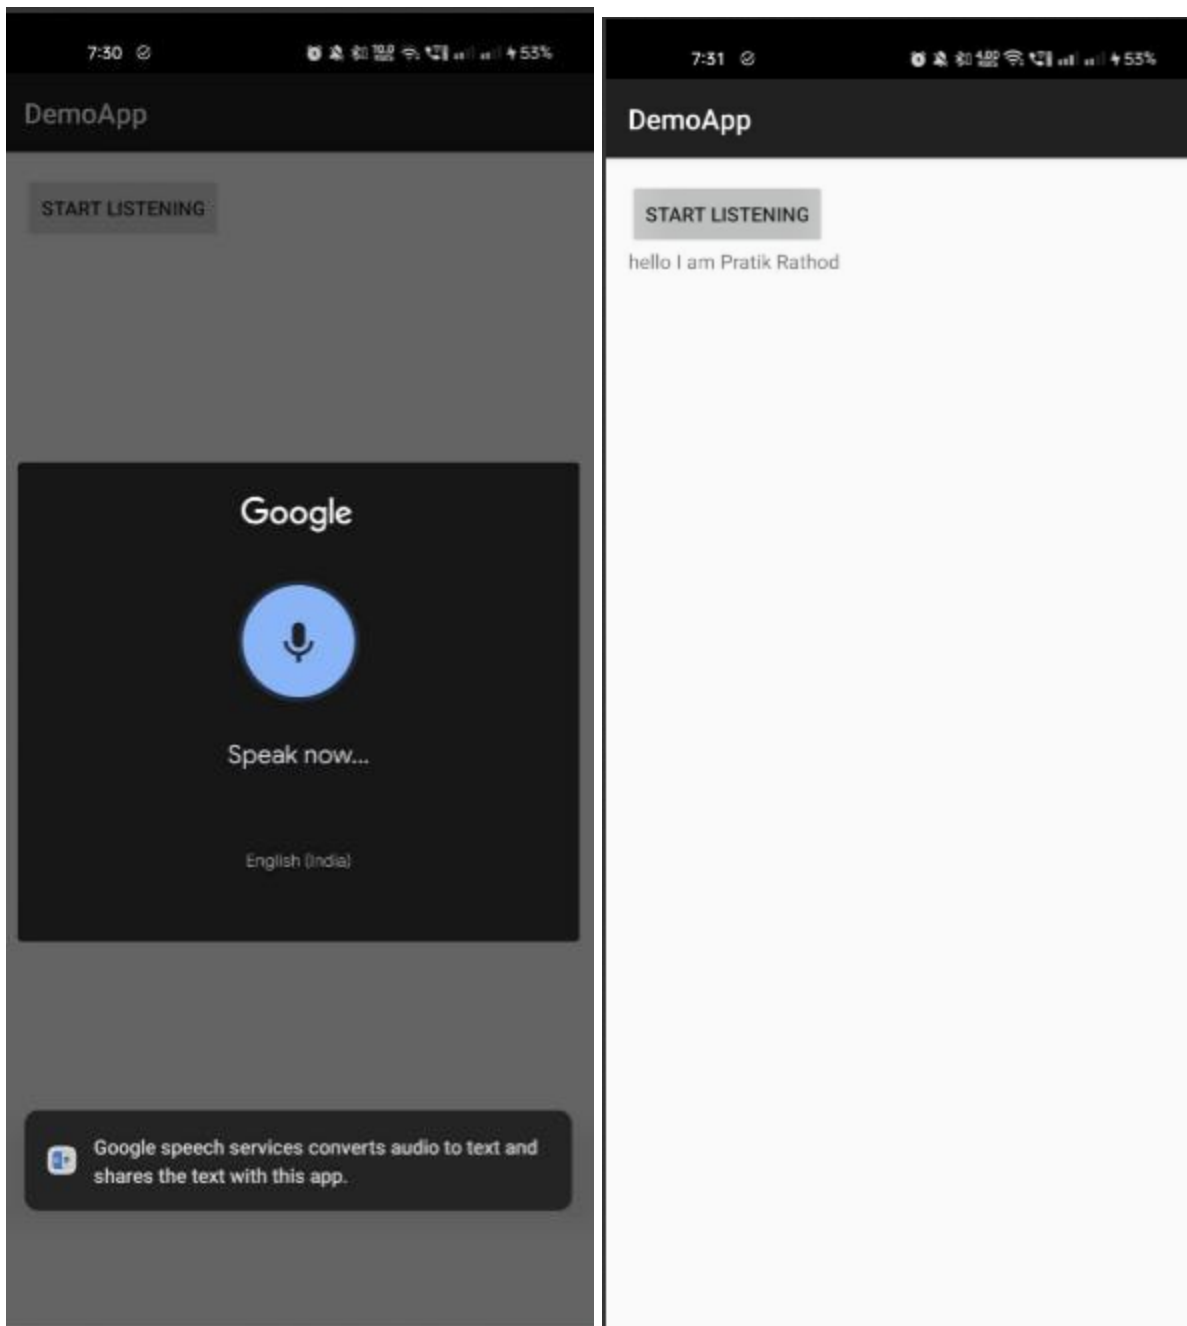 7:30
53%
DemoApp
START LISTENING
Google
Speak now...
English (India)
Google speech services converts audio to text and
shares the text with this app.
7:31
53%
DemoApp
START LISTENING
hello I am Pratik Rathod